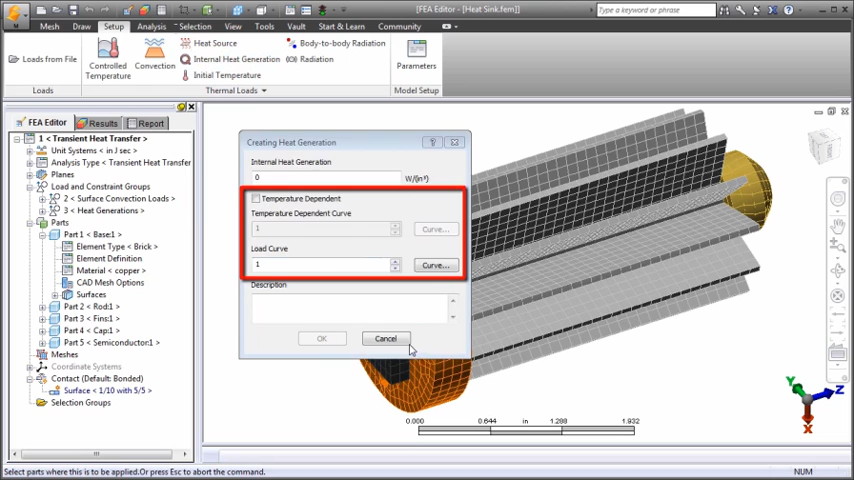 FEA Editor - [Heat Sink.fem]]
Type a keyword or phrase
Mesh Draw Setup Analysis Selection View Tools Vault Start & Learn Community
Loads from File
Controlled Temperature
Convection
Heat Source
Internal Heat Generation
Initial Temperature
Body-to-body Radiation
Radiation
Parameters
Loads
Thermal Loads
Model Setup
FEA Editor Results Report
1 < Transient Heat Transfer >
Unit Systems < in J sec >
Analysis Type < Transient Heat Transfer
Planes
Load and Constraint Groups
2 < Surface Convection Loads >
3 < Heat Generations >
Parts
Part 1 < Base:1 >
Element Type < Brick >
Element Definition
Material < copper >
CAD Mesh Options
Surfaces
Part 2 < Rod:1 >
Part 3 < Fins:1 >
Part 4 < Cap:1 >
Part 5 < Semiconductor:1 >
Meshes
Coordinate Systems
Contact (Default: Bonded)
Surface < 1/10 with 5/5 >
Selection Groups
Creating Heat Generation
Internal Heat Generation
0 W/(in³)
Temperature Dependent
Temperature Dependent Curve
1 Curve...
Load Curve
1 Curve...
Description
OK Cancel
0.000 in 0.644 1.288 1.932
Y Z X
Select parts where this is to be applied.Or press Esc to abort the command.
NUM